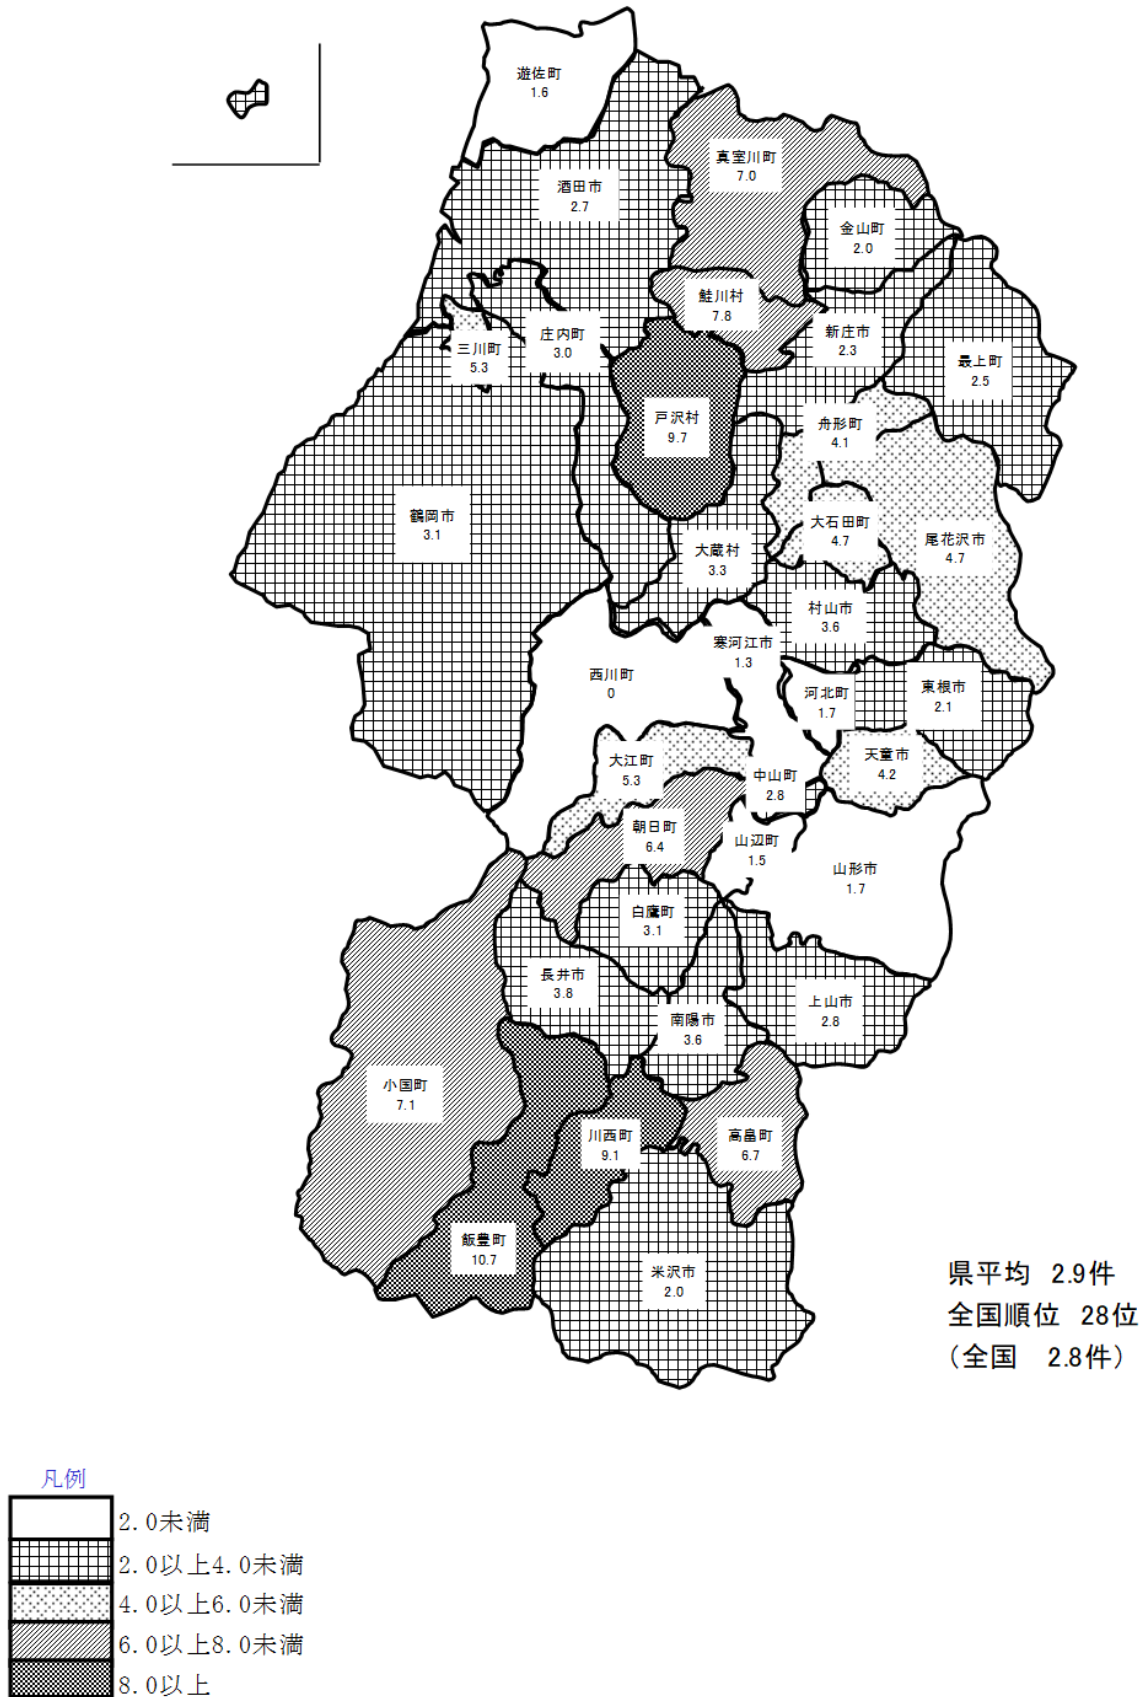 遊佐町
1.6
真室川町
7.0
酒田市
2.7
金山町
2.0
鮭川村
7.8
新庄市
2.3
庄内町
3.0
三川町
5.3
最上町
2.5
戸沢村
9.7
舟形町
4.1
鶴岡市
3.1
大石田町
4.7
尾花沢市
4.7
大蔵村
3.3
村山市
3.6
寒河江市
1.3
西川町
0
河北町
1.7
東根市
2.1
天童市
4.2
大江町
5.3
中山町
2.8
朝日町
6.4
山辺町
1.5
山形市
1.7
白鷹町
3.1
長井市
3.8
上山市
2.8
南陽市
3.6
小国町
7.1
川西町
9.1
高畠町
6.7
飯豊町
10.7
米沢市
2.0
県平均 2.9件
全国順位 28位
(全国 2.8件)
凡例
2.0未満
2.0以上4.0未満
4.0以上6.0未満
6.0以上8.0未満
8.0以上